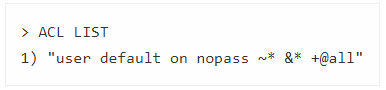 > ACL LIST
1) "user default on nopass ~* &* +@all"